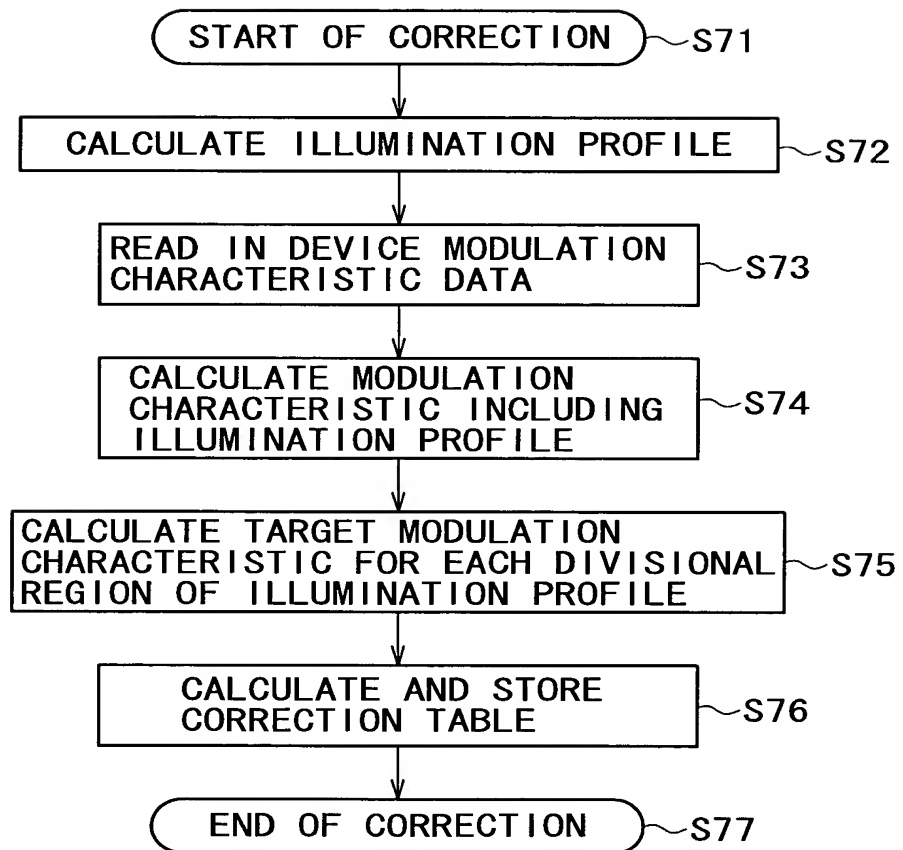 START OF CORRECTION
S71
CALCULATE ILLUMINATION PROFILE
S72
READ IN DEVICE MODULATION
CHARACTERISTIC DATA
S73
CALCULATE MODULATION
CHARACTERISTIC INCLUDING
ILLUMINATION PROFILE
S74
CALCULATE TARGET MODULATION
CHARACTERISTIC FOR EACH DIVISIONAL
REGION OF ILLUMINATION PROFILE
S75
CALCULATE AND STORE
CORRECTION TABLE
S76
END OF CORRECTION
S77